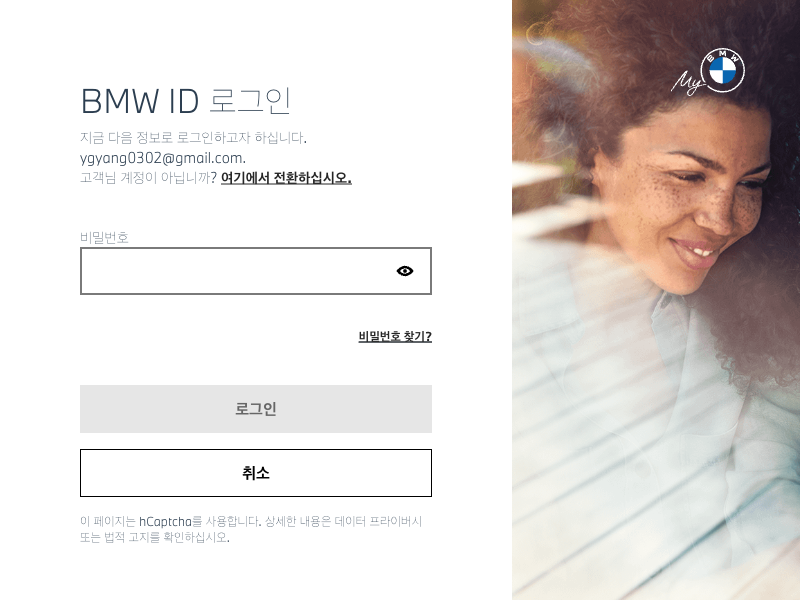 BMW ID 로그인
지금 다음 정보로 로그인하고자 하십니다.
ygyang0302@gmail.com.
고객님 계정이 아닙니까? 여기에서 전환하십시오.
비밀번호
비밀번호 찾기?
로그인
취소
이 페이지는 hCaptcha를 사용합니다. 상세한 내용은 데이터 프라이버시
또는 법적 고지를 확인하십시오.
My BMW